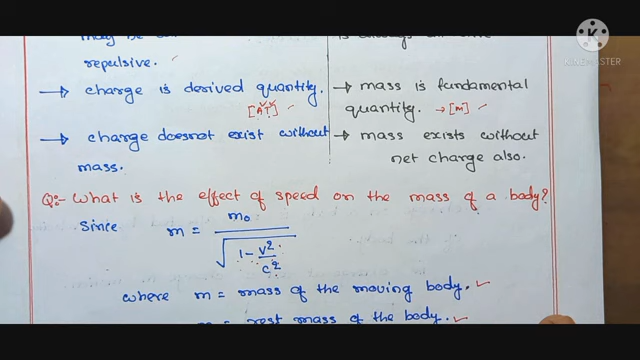 repulsive.
→ charge is derived quantity.
[AT]
→ charge doesnot exist without
mass.
→ mass is fundamental
quantity. → [M]
→ mass exists without
net charge also.
Q:- What is the effect of speed on the mass of a body?
Since m = m₀ / √(1 - v²/c²)
where m = mass of the moving body.
rest mass of the body.
KINEMASTER